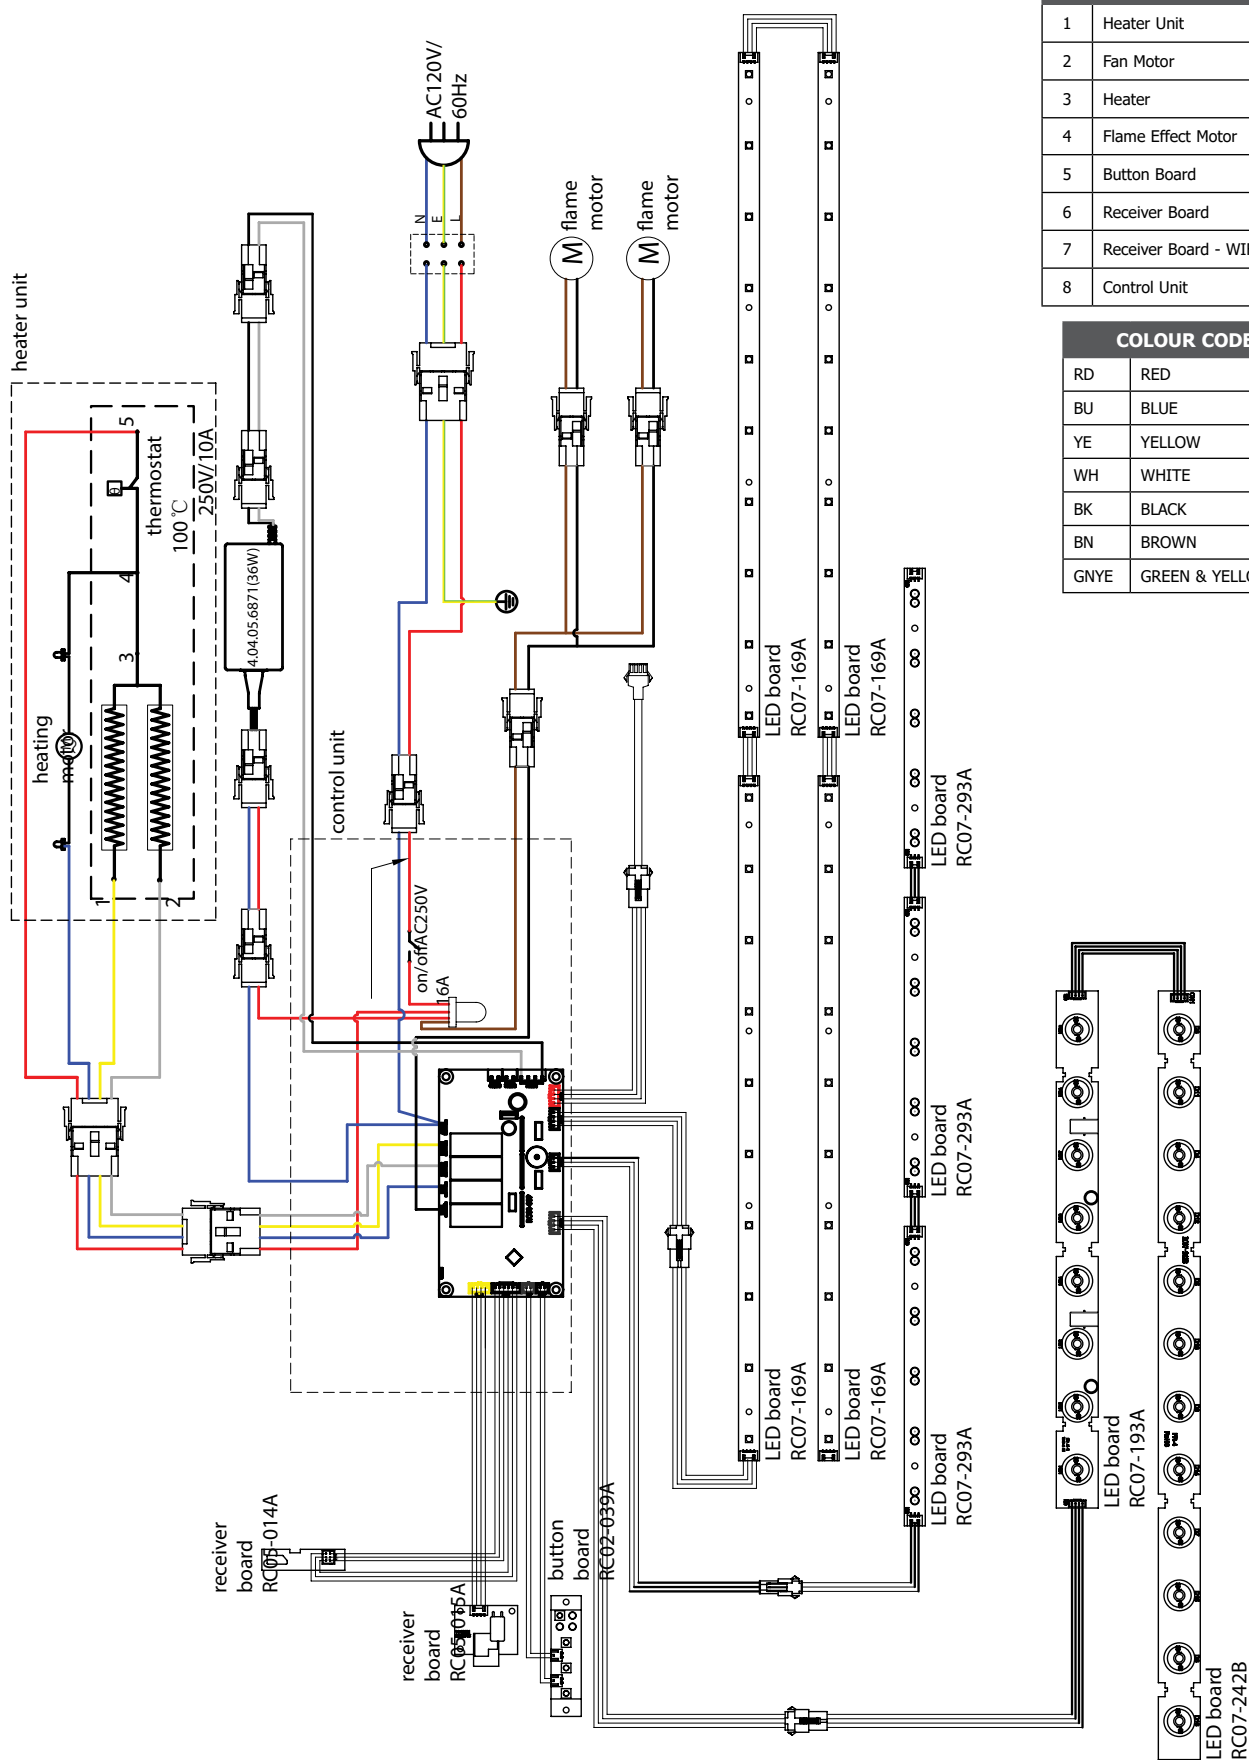 1 Heater Unit
2 Fan Motor
3 Heater
4 Flame Effect Motor
5 Button Board
6 Receiver Board
7 Receiver Board -
8 Control Unit
COLOUR CODE
RD RED
BU BLUE
YE YELLOW
WH WHITE
BK BLACK
BN BROWN
GNYE GREEN &
heater unit
heating
motor
thermostat
100℃
250V/10A
1
2
3
4
5
4.04.05.6871(36W)
AC120V/
60Hz
N
E
L
M
flame
motor
M
flame
motor
control unit
on/off
AC250V
16A
receiver
board
RC05-014A
receiver
board
RC05-015A
button
board
RC02-039A
LED board
RC07-169A
LED board
RC07-169A
LED board
RC07-169A
LED board
RC07-169A
LED board
RC07-293A
LED board
RC07-293A
LED board
RC07-293A
LED board
RC07-193A
LED board
RC07-242B